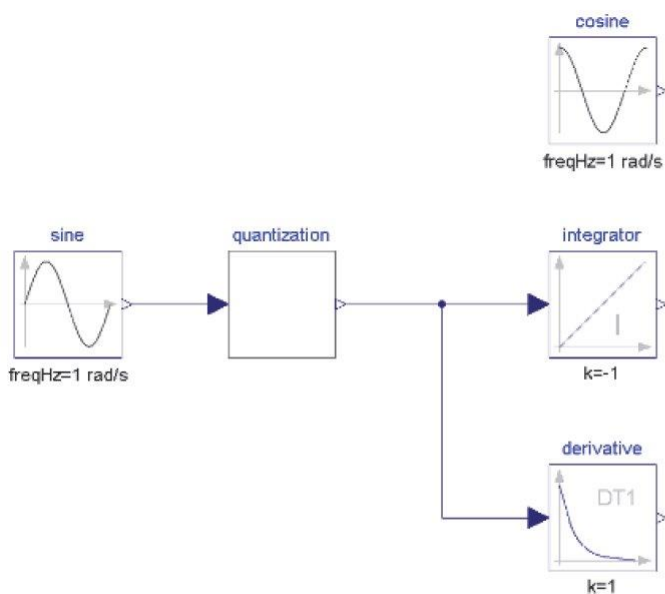 cosine
freqHz=1 rad/s
sine
quantization
integrator
I
freqHz=1 rad/s
k=-1
derivative
DT1
k=1